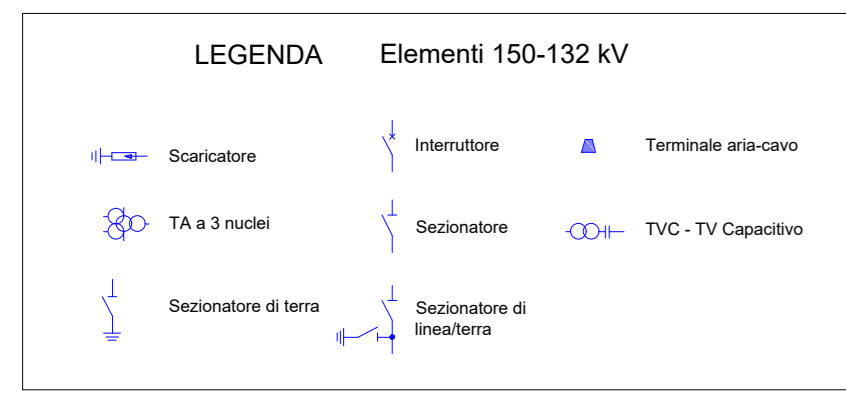 LEGENDA Elementi 150-132 kV
Scaricatore
Interruttore
Terminale aria-cavo
TA a 3 nuclei
Sezionatore
TVC - TV Capacitivo
Sezionatore di terra
Sezionatore di
linea/terra